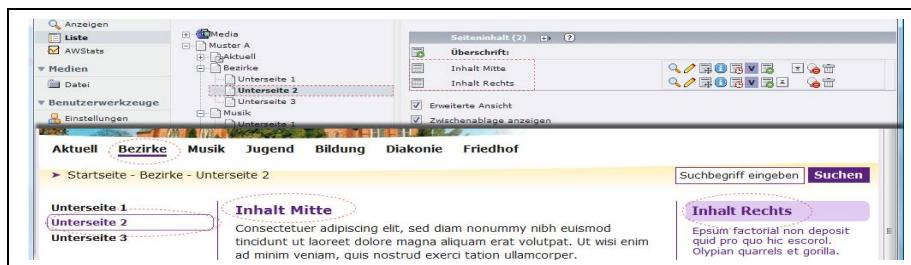 Anzeigen
Liste
AWStats
Medien
Datei
Benutzerwerkzeuge
Einstellungen
Media
Muster A
Aktuell
Bezirke
Unterseite 1
Unterseite 2
Unterseite 3
Musik
Unterseite 1
Seiteninhalt (2)
Überschrift:
Inhalt Mitte
Inhalt Rechts
Erweiterte Ansicht
Zwischenablage anzeigen
Aktuell Bezirke Musik Jugend Bildung Diakonie Friedhof
Startseite - Bezirke - Unterseite 2
Suchbegriff eingeben Suchen
Unterseite 1
Unterseite 2
Unterseite 3
Inhalt Mitte
Consectetuer adipiscing elit, sed diam nonummy nibh euismod
tincidunt ut laoreet dolore magna aliquam erat volutpat. Ut wisi enim
ad minim veniam, quis nostrud exerci tation ullamcorper.
Inhalt Rechts
Epsum factorial non deposit
quid pro quo hic escorol.
Olypian quarrels et gorilla.